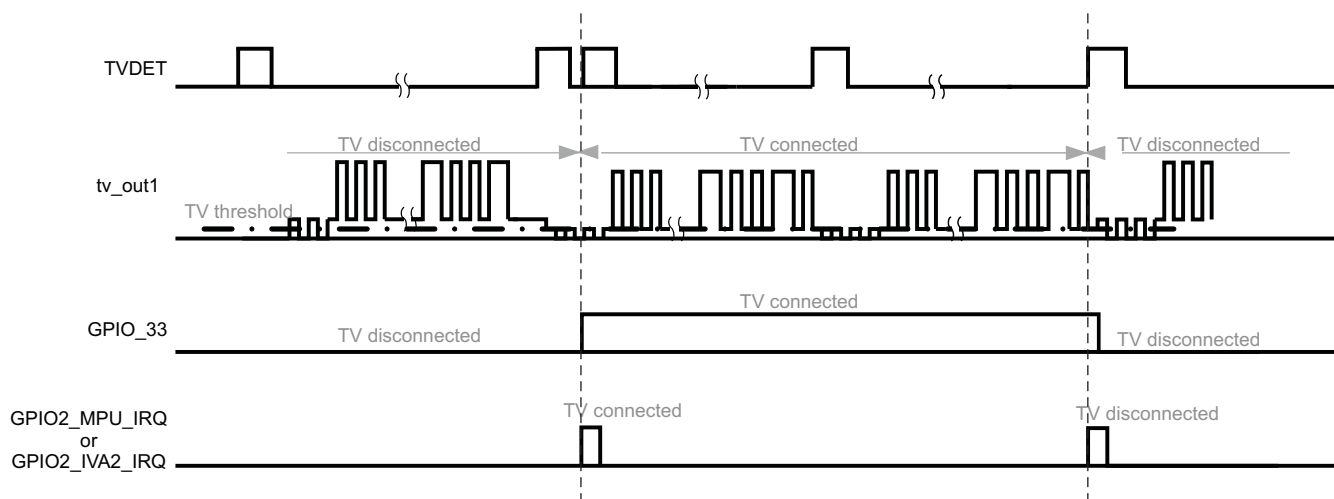 TVDET
TV disconnected
TV connected
TV disconnected
tv_out1
TV threshold
TV connected
GPIO_33
TV disconnected
TV disconnected
TV connected
TV disconnected
GPIO2_MPU_IRQ
or
GPIO2_IVA2_IRQ